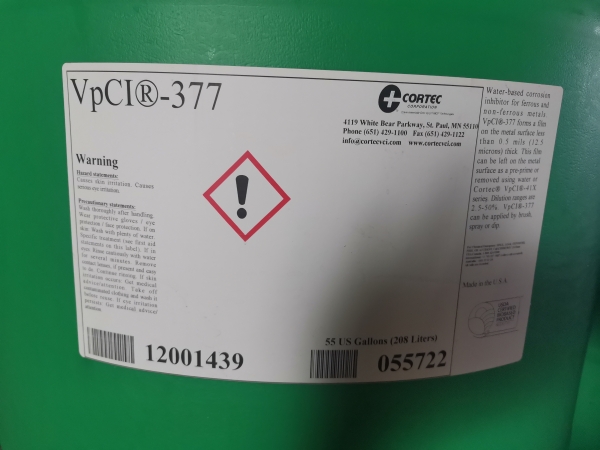 VpCI®-377
CORTEC
CORPORATION
4119 White Bear Parkway, St. Paul, MN 55110
Phone (651) 429-1100 Fax (651) 429-1122
info@cortecvci.com www.cortecvci.com
Warning
Hazard statements:
Causes skin irritation. Causes
serious eye irritation.
Precautionary statements:
Wash thoroughly after handling.
Wear protective gloves / eye
protection / face protection. If on
skin: Wash with plenty of water.
Specific treatment (see first aid
statements on this label). If in
eyes: Rinse cautiously with water
for several minutes. Remove
contact lenses, if present and easy
to do. Continue rinsing. If skin
irritation occurs: Get medical
advice/attention. Take off
contaminated clothing and wash it
before reuse. If eye irritation
persists: Get medical advice/
attention.
Water-based corrosion
inhibitor for ferrous and
non-ferrous metals.
VpCI®-377 forms a film
on the metal surface less
than 0.5 mils (12.5
microns) thick. This film
can be left on the metal
surface as a pre-prime or
removed using water or
Cortec® VpCI®-41X
series. Dilution ranges are
2.5-50%. VpCI®-377
can be applied by brush,
spray or dip.
Made in the U.S.A.
12001439
55 US Gallons (208 Liters)
055722